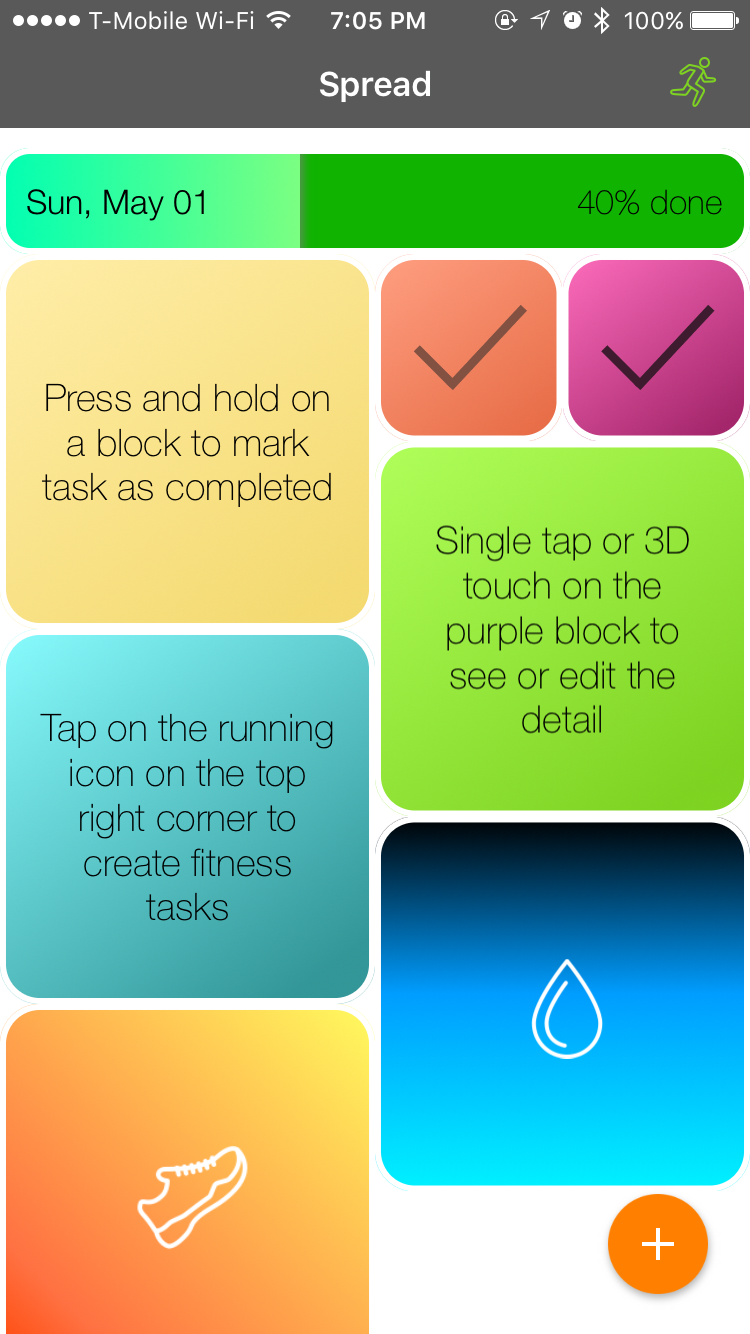 T-Mobile Wi-Fi 7:05 PM 100%
Spread
Sun, May 01 40% done
Press and hold on
a block to mark
task as completed
Single tap or 3D
touch on the
purple block to
see or edit the
detail
Tap on the running
icon on the top
right corner to
create fitness
tasks